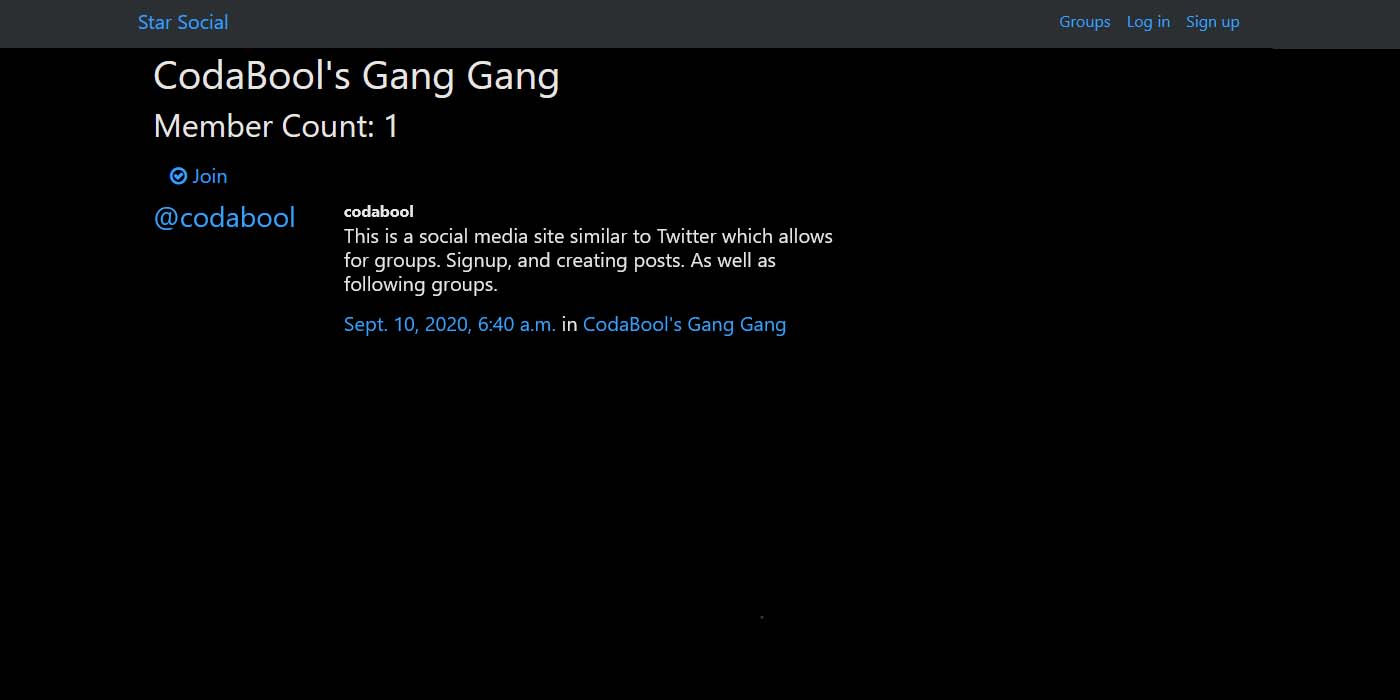 Star Social Groups Log in Sign up
CodaBool's Gang Gang
Member Count: 1
Join
@codabool
codabool
This is a social media site similar to Twitter which allows
for groups. Signup, and creating posts. As well as
following groups.
Sept. 10, 2020, 6:40 a.m. in CodaBool's Gang Gang